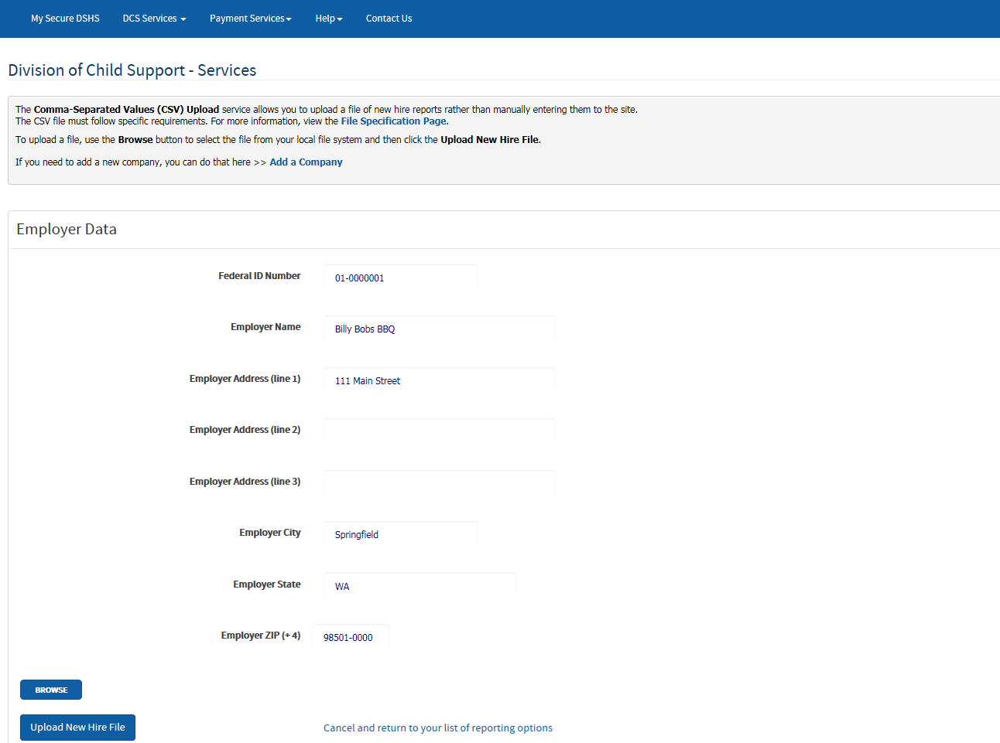 My Secure DSHS DCS Services Payment Services Help Contact Us
Division of Child Support - Services
The Comma-Separated Values (CSV) Upload service allows you to upload a file of new hire reports rather than manually entering them to the site.
The CSV file must follow specific requirements. For more information, view the File Specification Page.
To upload a file, use the Browse button to select the file from your local file system and then click the Upload New Hire File.
If you need to add a new company, you can do that here >> Add a Company
Employer Data
Federal ID Number 01-0000001
Employer Name Billy Bobs BBQ
Employer Address (line 1) 111 Main Street
Employer Address (line 2)
Employer Address (line 3)
Employer City Springfield
Employer State WA
Employer ZIP (+ 4) 98501-0000
BROWSE
Upload New Hire File Cancel and return to your list of reporting options